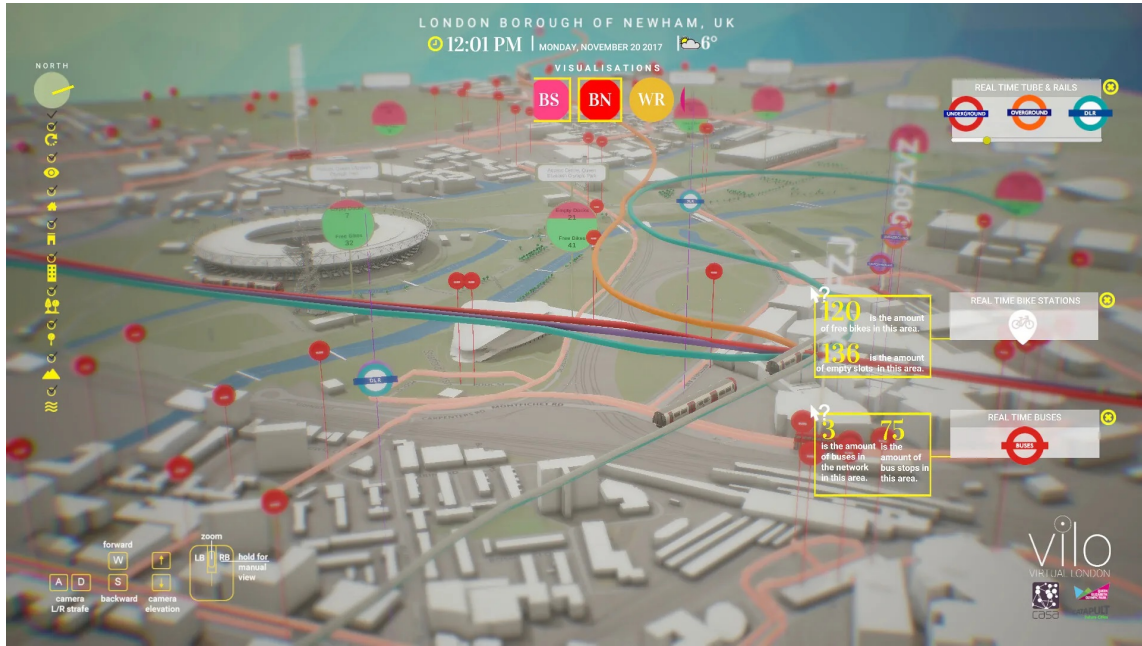 LONDON BOROUGH OF NEWHAM, UK
12:01 PM | MONDAY, NOVEMBER 20 2017 | 6°
VISUALISATIONS
BS BN WR
NORTH
REAL TIME TUBE & RAILS
UNDERGROUND OVERGROUND DLR
7
Free Bikes
32
Empty Docks
21
Free Bikes
41
DLR
?
120 is the amount
of free bikes in this area.
136 is the amount
of empty slots in this area.
REAL TIME BIKE STATIONS
?
3
is the amount
of buses in
the network
in this area.
75
is the
amount of
bus stops in
this area.
REAL TIME BUSES
BUSES
zoom
forward
W LB RB hold for
manual
view
A D S
camera
L/R strafe
backward
camera
elevation
vilo
VIRTUAL LONDON
casa